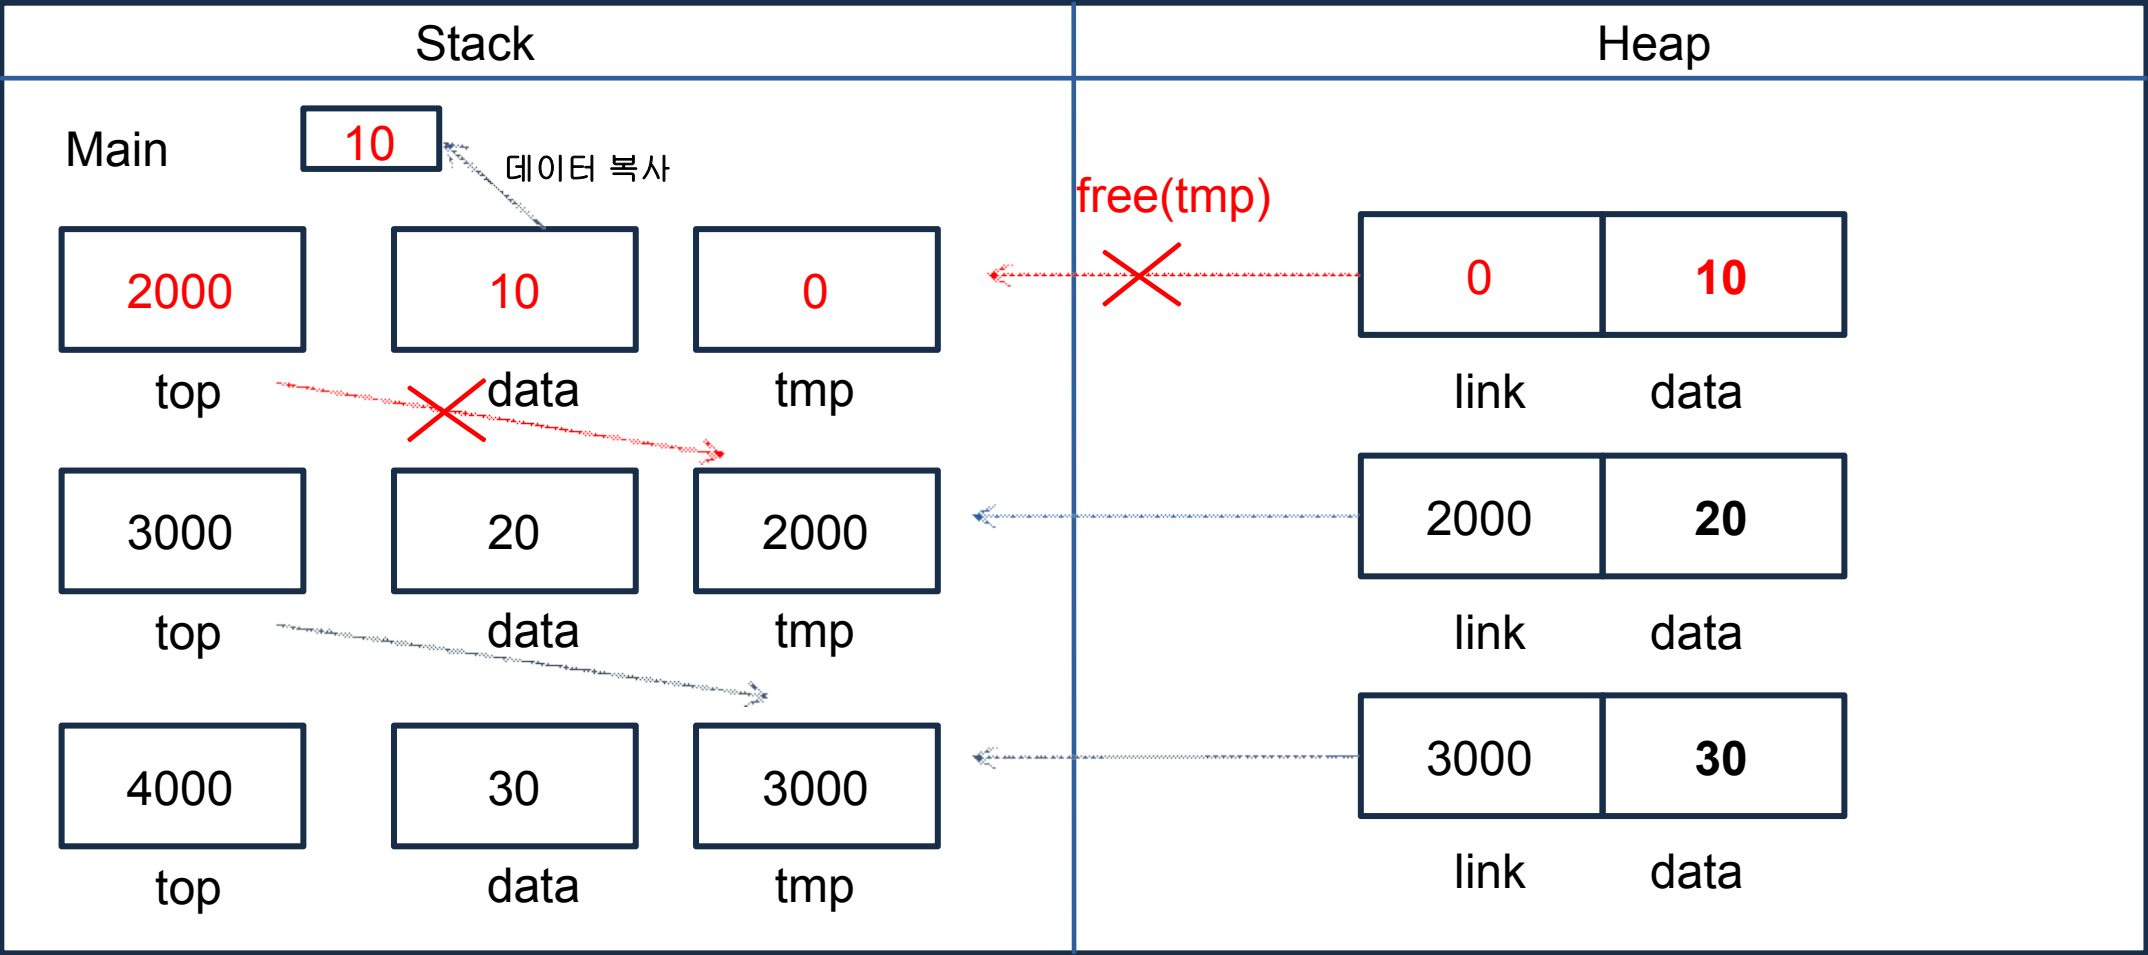 Stack Heap
Main 10 데이터 복사
free(tmp)
2000 10 0 0 10
top data tmp link data
3000 20 2000 2000 20
top data tmp link data
4000 30 3000 3000 30
top data tmp link data